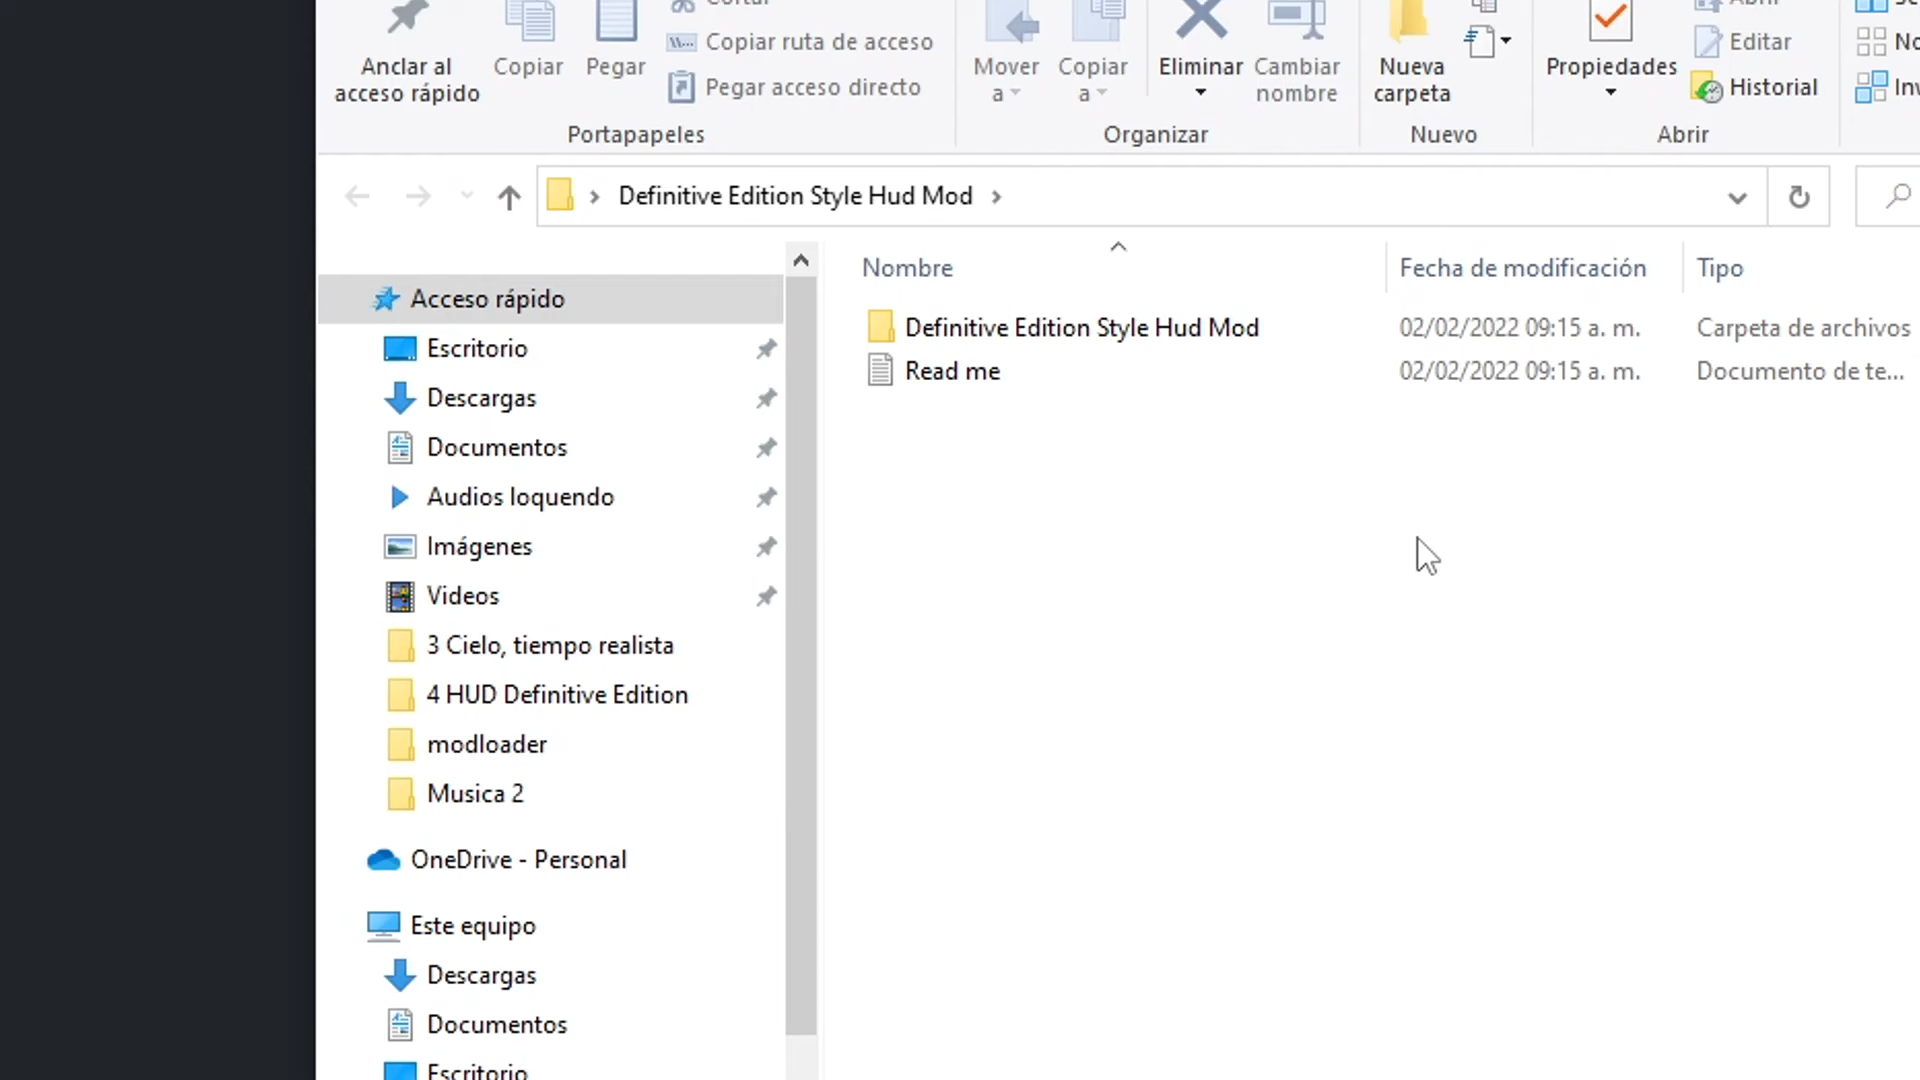 Cortar
Anclar al
acceso rápido
Copiar
Pegar
Copiar ruta de acceso
Pegar acceso directo
Portapapeles
Mover
a
Copiar
a
Eliminar
Cambiar
nombre
Organizar
Nueva
carpeta
Nuevo
Propiedades
Abrir
Editar
Historial
Abrir
Definitive Edition Style Hud Mod
Nombre
Fecha de modificación
Tipo
Definitive Edition Style Hud Mod
02/02/2022 09:15 a. m.
Carpeta de archivos
Read me
02/02/2022 09:15 a. m.
Documento de te...
Acceso rápido
Escritorio
Descargas
Documentos
Audios loquendo
Imágenes
Videos
3 Cielo, tiempo realista
4 HUD Definitive Edition
modloader
Musica 2
OneDrive - Personal
Este equipo
Descargas
Documentos
Escritorio